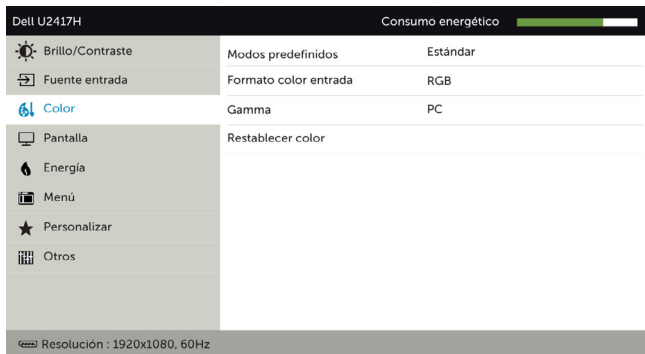 Dell U2417H Consumo energético
Brillo/Contraste Modos predefinidos Estándar
Fuente entrada Formato color entrada RGB
Color Gamma PC
Pantalla Restablecer color
Energía
Menú
Personalizar
Otros
Resolución : 1920x1080, 60Hz